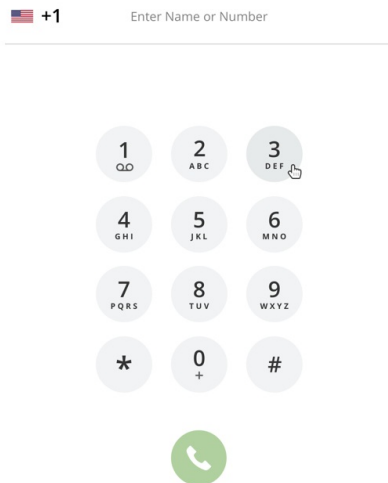 +1 Enter Name or Number
1 2 3
ABC DEF
4 5 6
GHI JKL MNO
7 8 9
PQRS TUV WXYZ
* 0 #
+